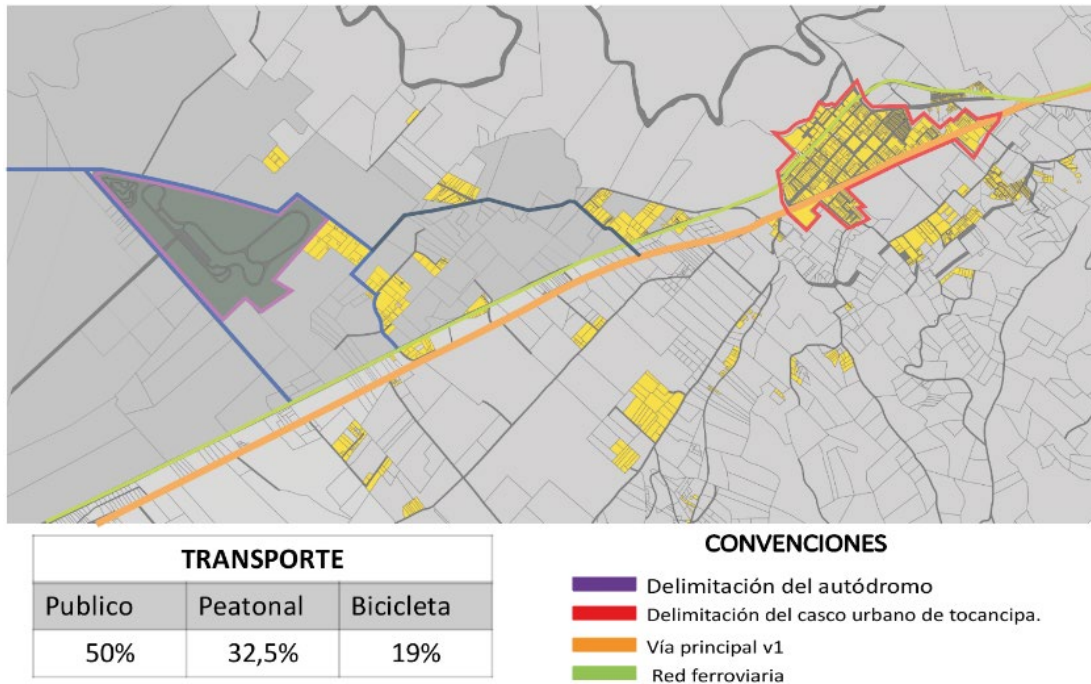 TRANSPORTE
Publico Peatonal Bicicleta
50% 32,5% 19%
CONVENCIONES
Delimitación del autódromo
Delimitación del casco urbano de tocancipa.
Vía principal v1
Red ferroviaria